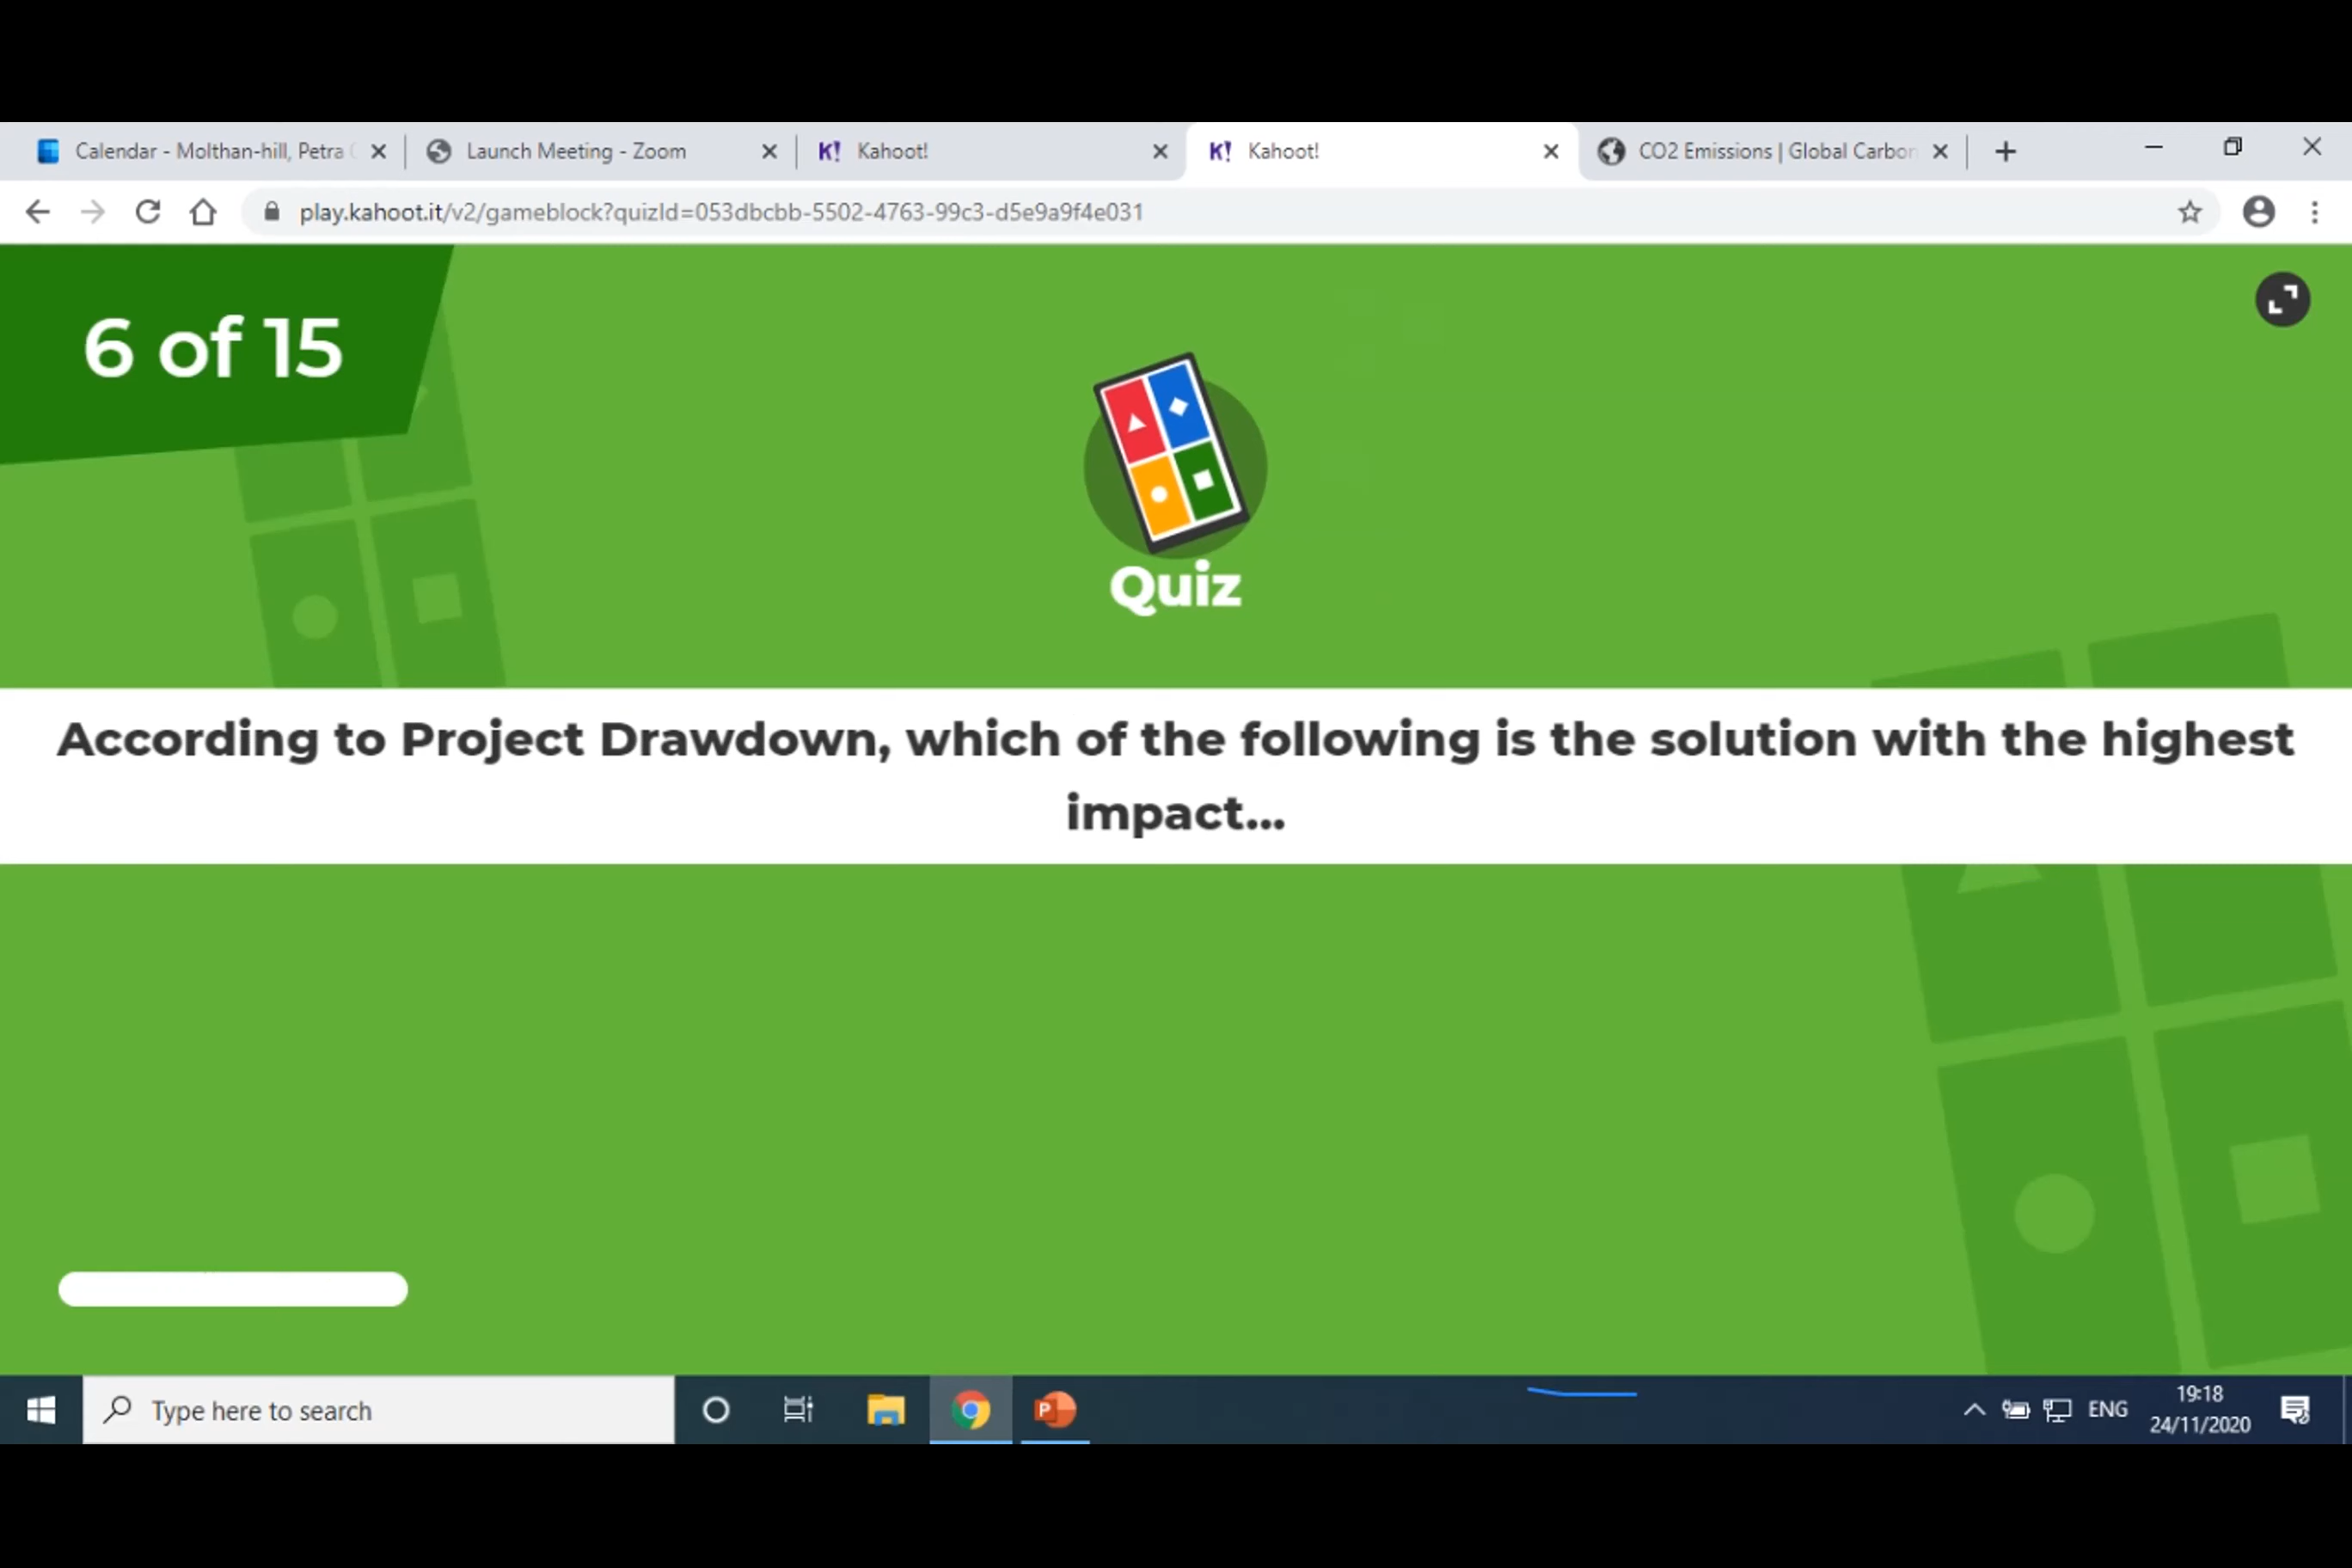 Calendar - Molthan-hill, Petra
Launch Meeting - Zoom
K! Kahoot!
K! Kahoot!
CO2 Emissions | Global Carbon
play.kahoot.it/v2/gameblock?quizId=053dbcbb-5502-4763-99c3-d5e9a9f4e031
6 of 15
Quiz
According to Project Drawdown, which of the following is the solution with the highest
impact...
Type here to search
P
ENG
19:18
24/11/2020